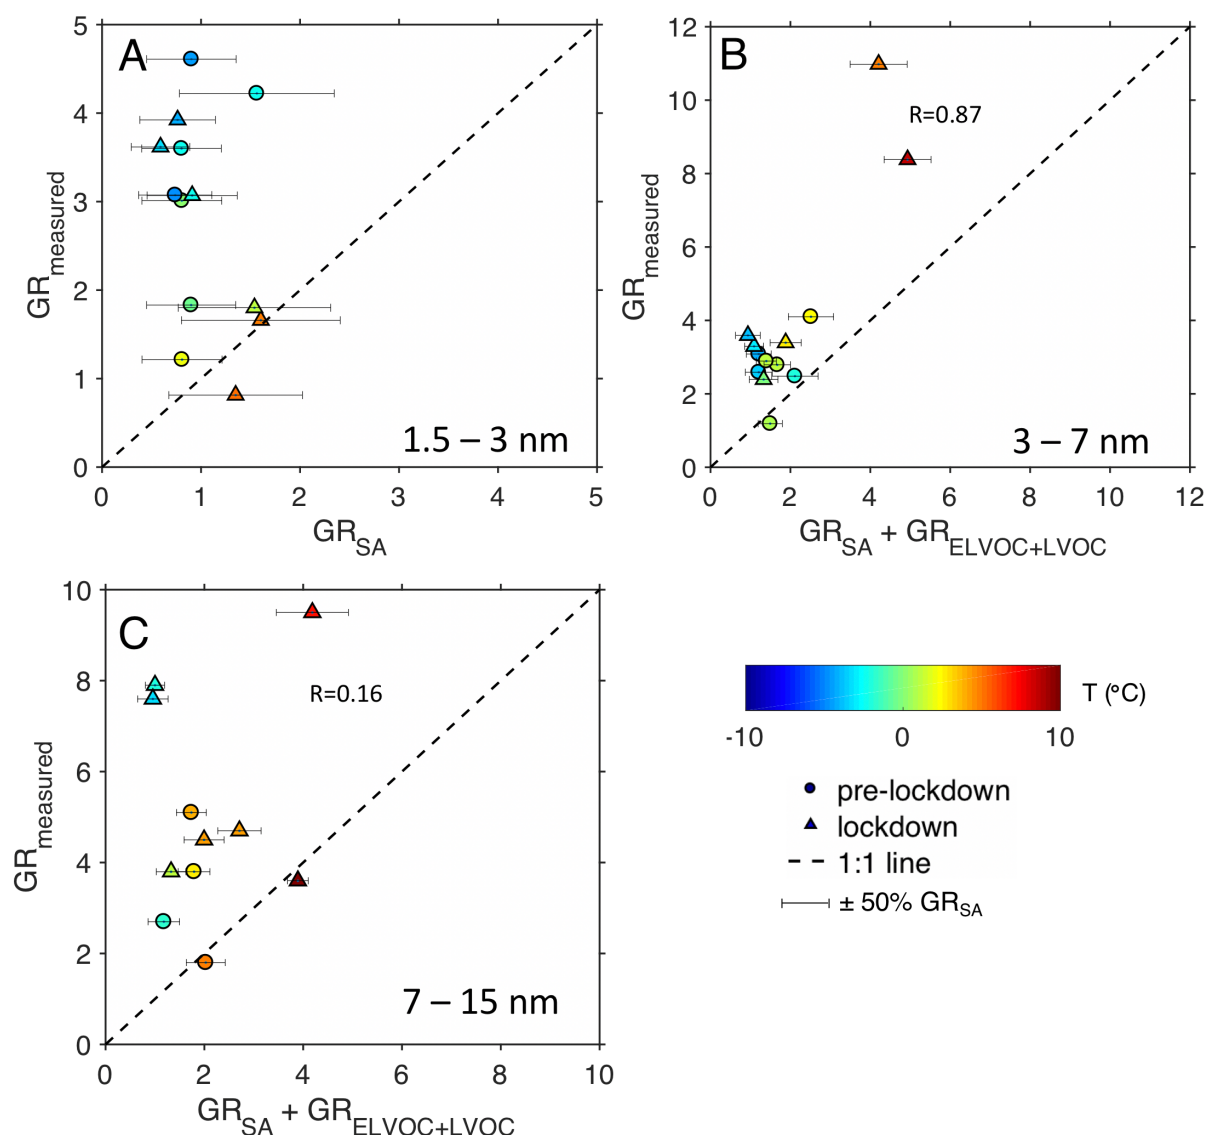 A
5
4
3
2
1
0
GRmeasured
1.5 – 3 nm
0 1 2 3 4 5
GRSA
B
12
10
8
6
4
2
0
GRmeasured
R=0.87
3 – 7 nm
0 2 4 6 8 10 12
GRSA + GRELVOC+LVOC
C
10
8
6
4
2
0
GRmeasured
R=0.16
7 – 15 nm
0 2 4 6 8 10
GRSA + GRELVOC+LVOC
T (°C)
-10 0 10
pre-lockdown
lockdown
1:1 line
± 50% GRSA